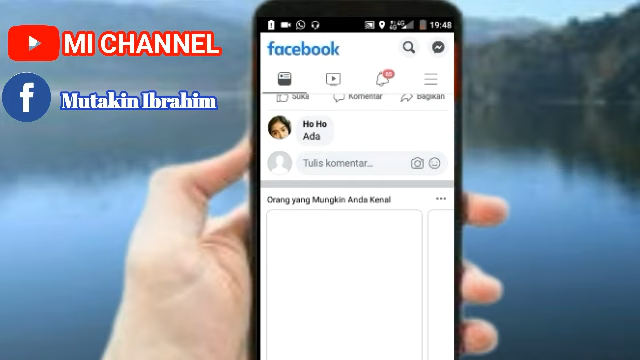 MI CHANNEL
Mutakin Ibrahim
19:48
facebook
65
Suka
Komentar
Bagikan
Ho Ho
Ada
Tulis komentar...
Orang yang Mungkin Anda Kenal